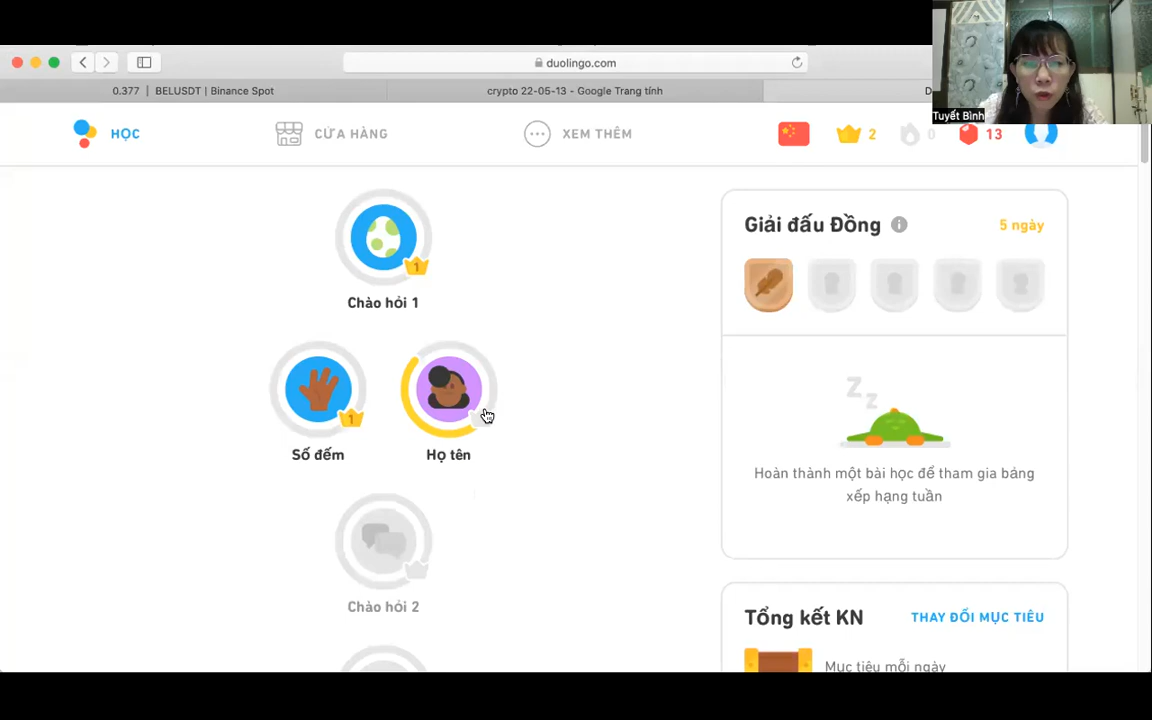 duolingo.com
0.377 | BELUSDT | Binance Spot
crypto 22-05-13 - Google Trang tính
D
Tuyết Bình
HỌC
CỬA HÀNG
XEM THÊM
2
0
13
1
Chào hỏi 1
1
Số đếm
Họ tên
Chào hỏi 2
Giải đấu Đồng
5 ngày
Z z
Hoàn thành một bài học để tham gia bảng
xếp hạng tuần
Tổng kết KN
THAY ĐỔI MỤC TIÊU
Mục tiêu mỗi ngày